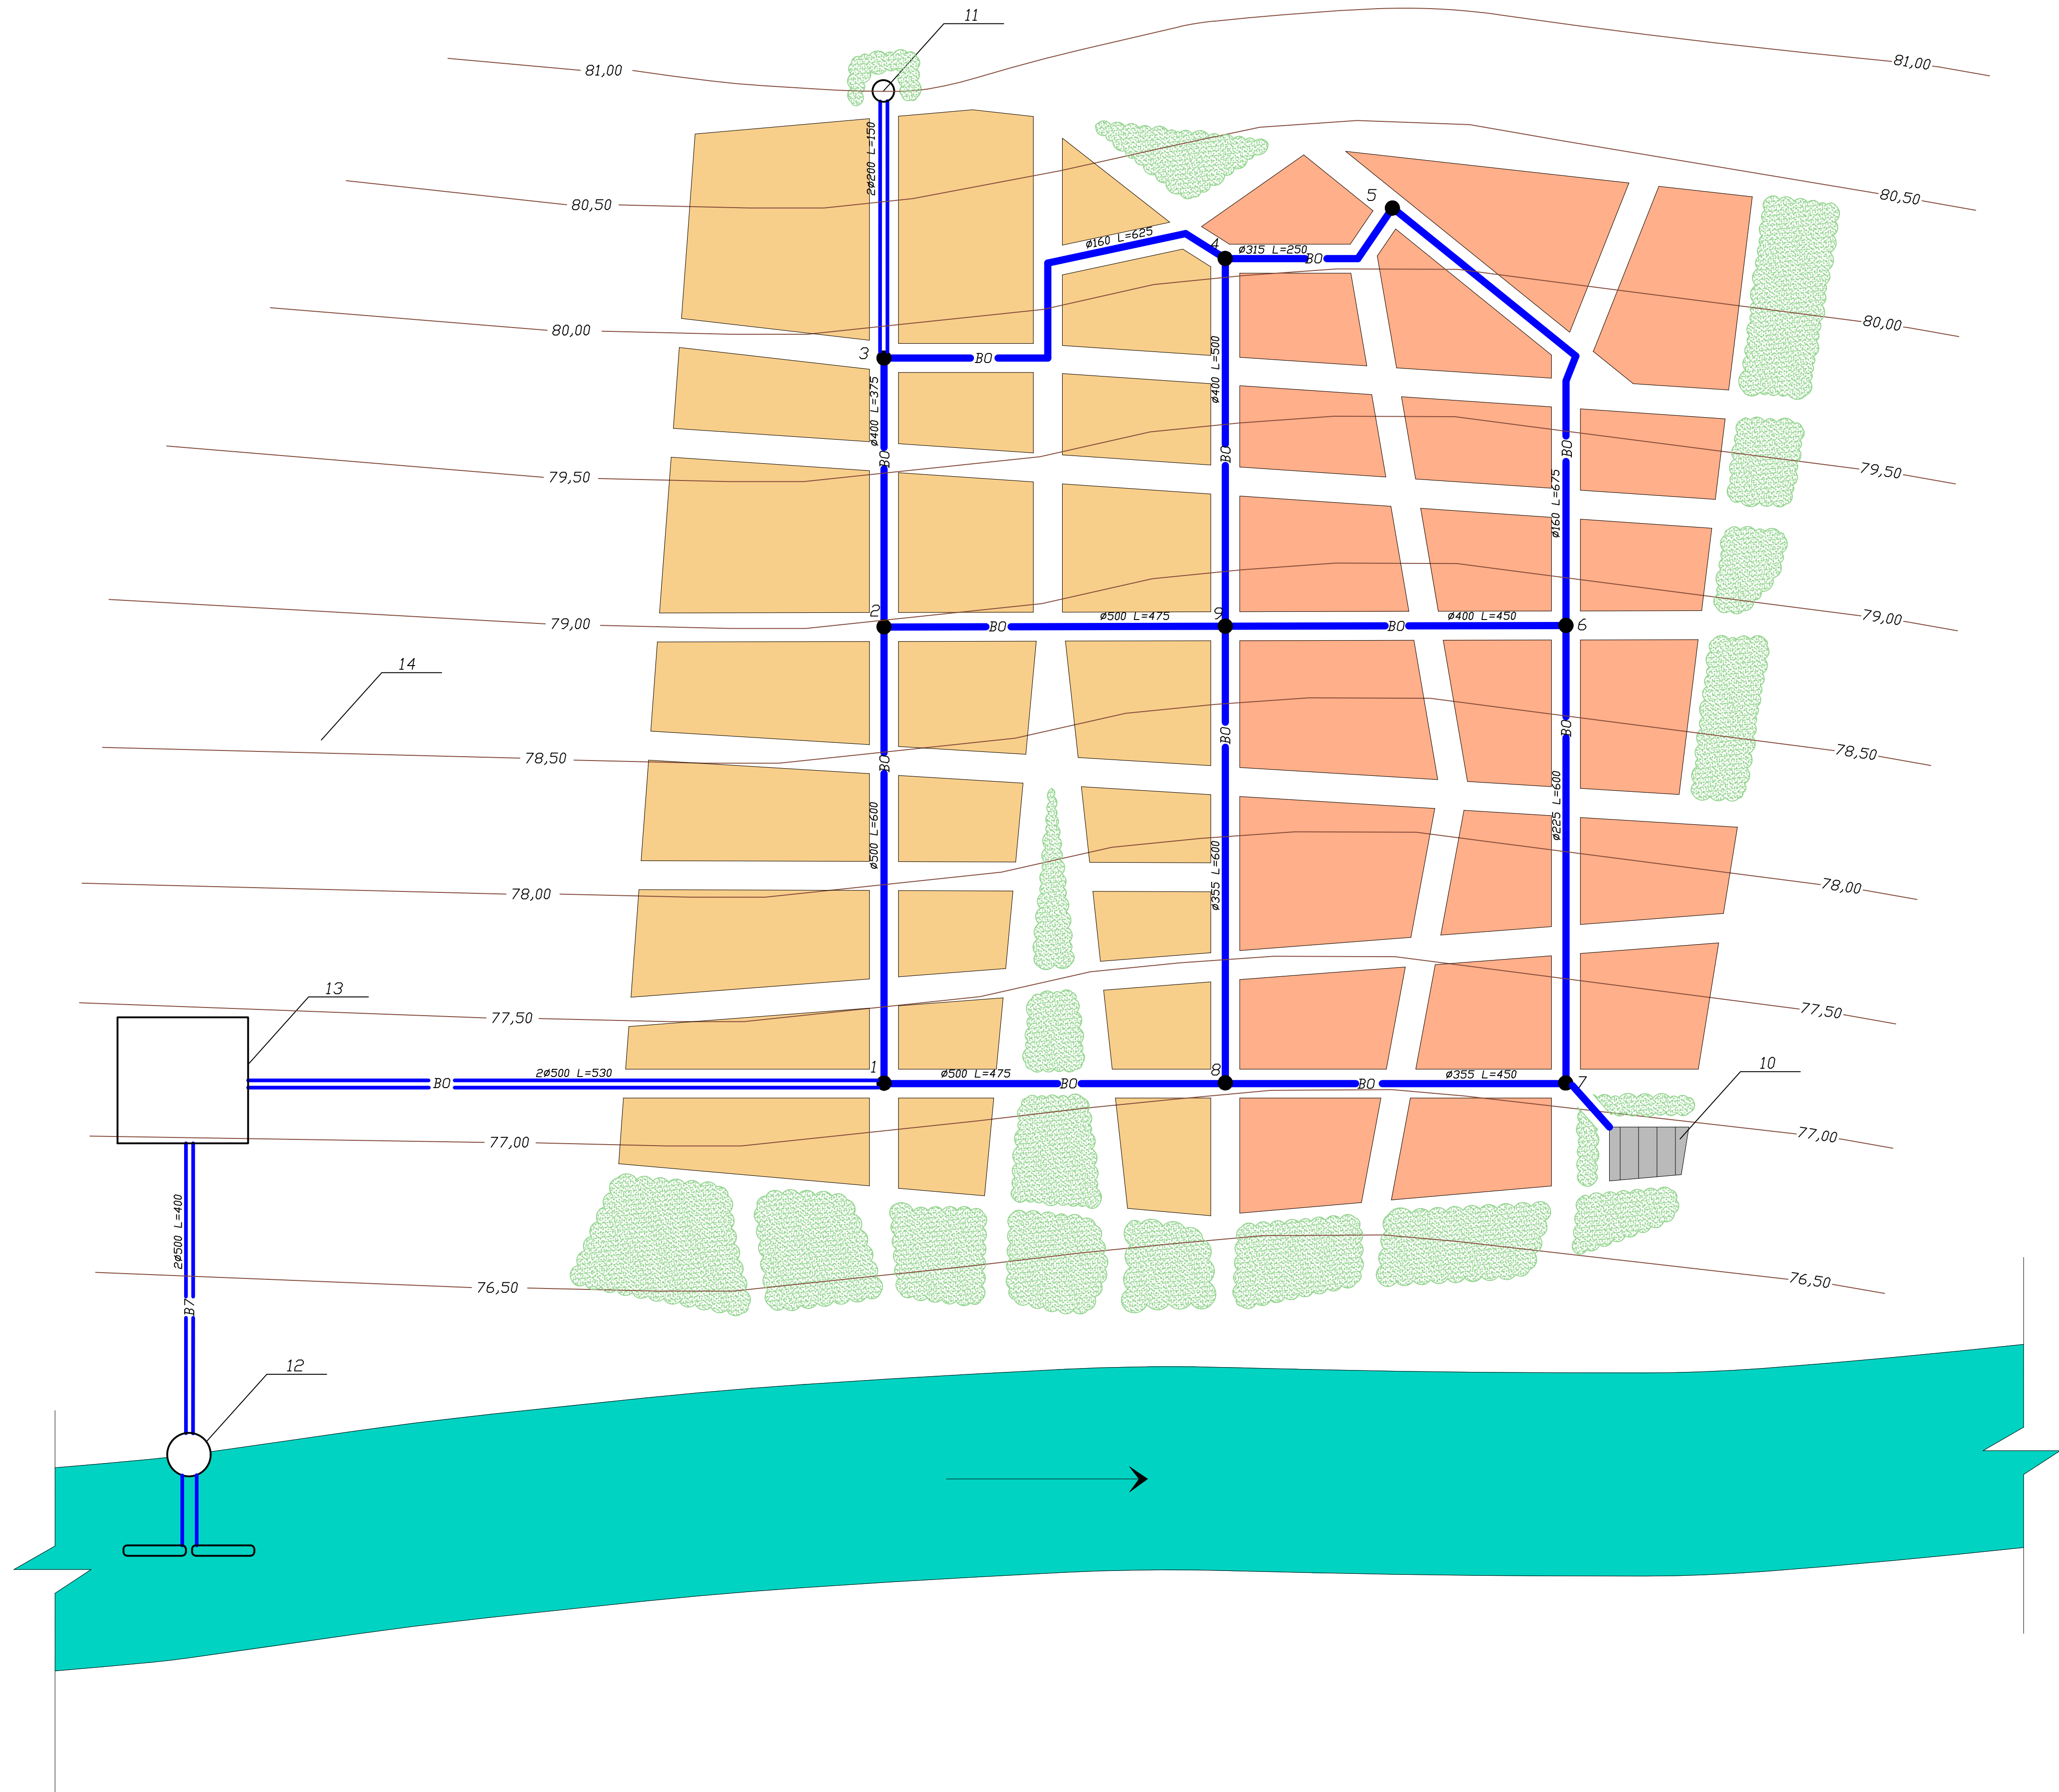 11
81,00
81,00
2ø200 L=150
80,50
5
80,50
ø160 L=625
4
ø315 L=250
BO
80,00
80,00
3
BO
ø400 L=375
ø400 L=500
BO
BO
BO
79,50
79,50
ø160 L=675
79,00
2
BO
ø500 L=475
9
BO
ø400 L=450
6
79,00
14
78,50
BO
BO
BO
78,50
ø500 L=600
ø355 L=600
ø225 L=600
78,00
78,00
13
77,50
77,50
BO
2ø500 L=530
1
ø500 L=475
BO
8
BO
ø355 L=450
7
10
77,00
77,00
2ø500 L=400
76,50
76,50
B7
12